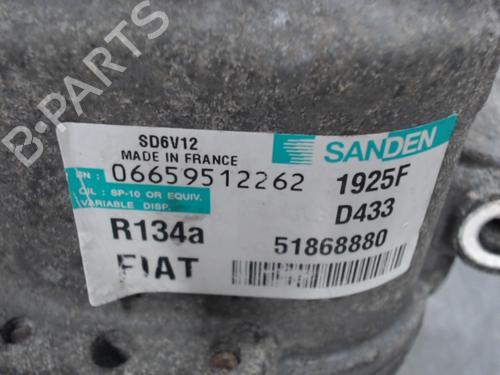 SD6V12
MADE IN FRANCE
SANDEN
SN: 06659512262
1925F
OIL: SP-10 OR EQUIV.
VARIABLE DISP.
D433
R134a
51868880
FIAT
B-PARTS